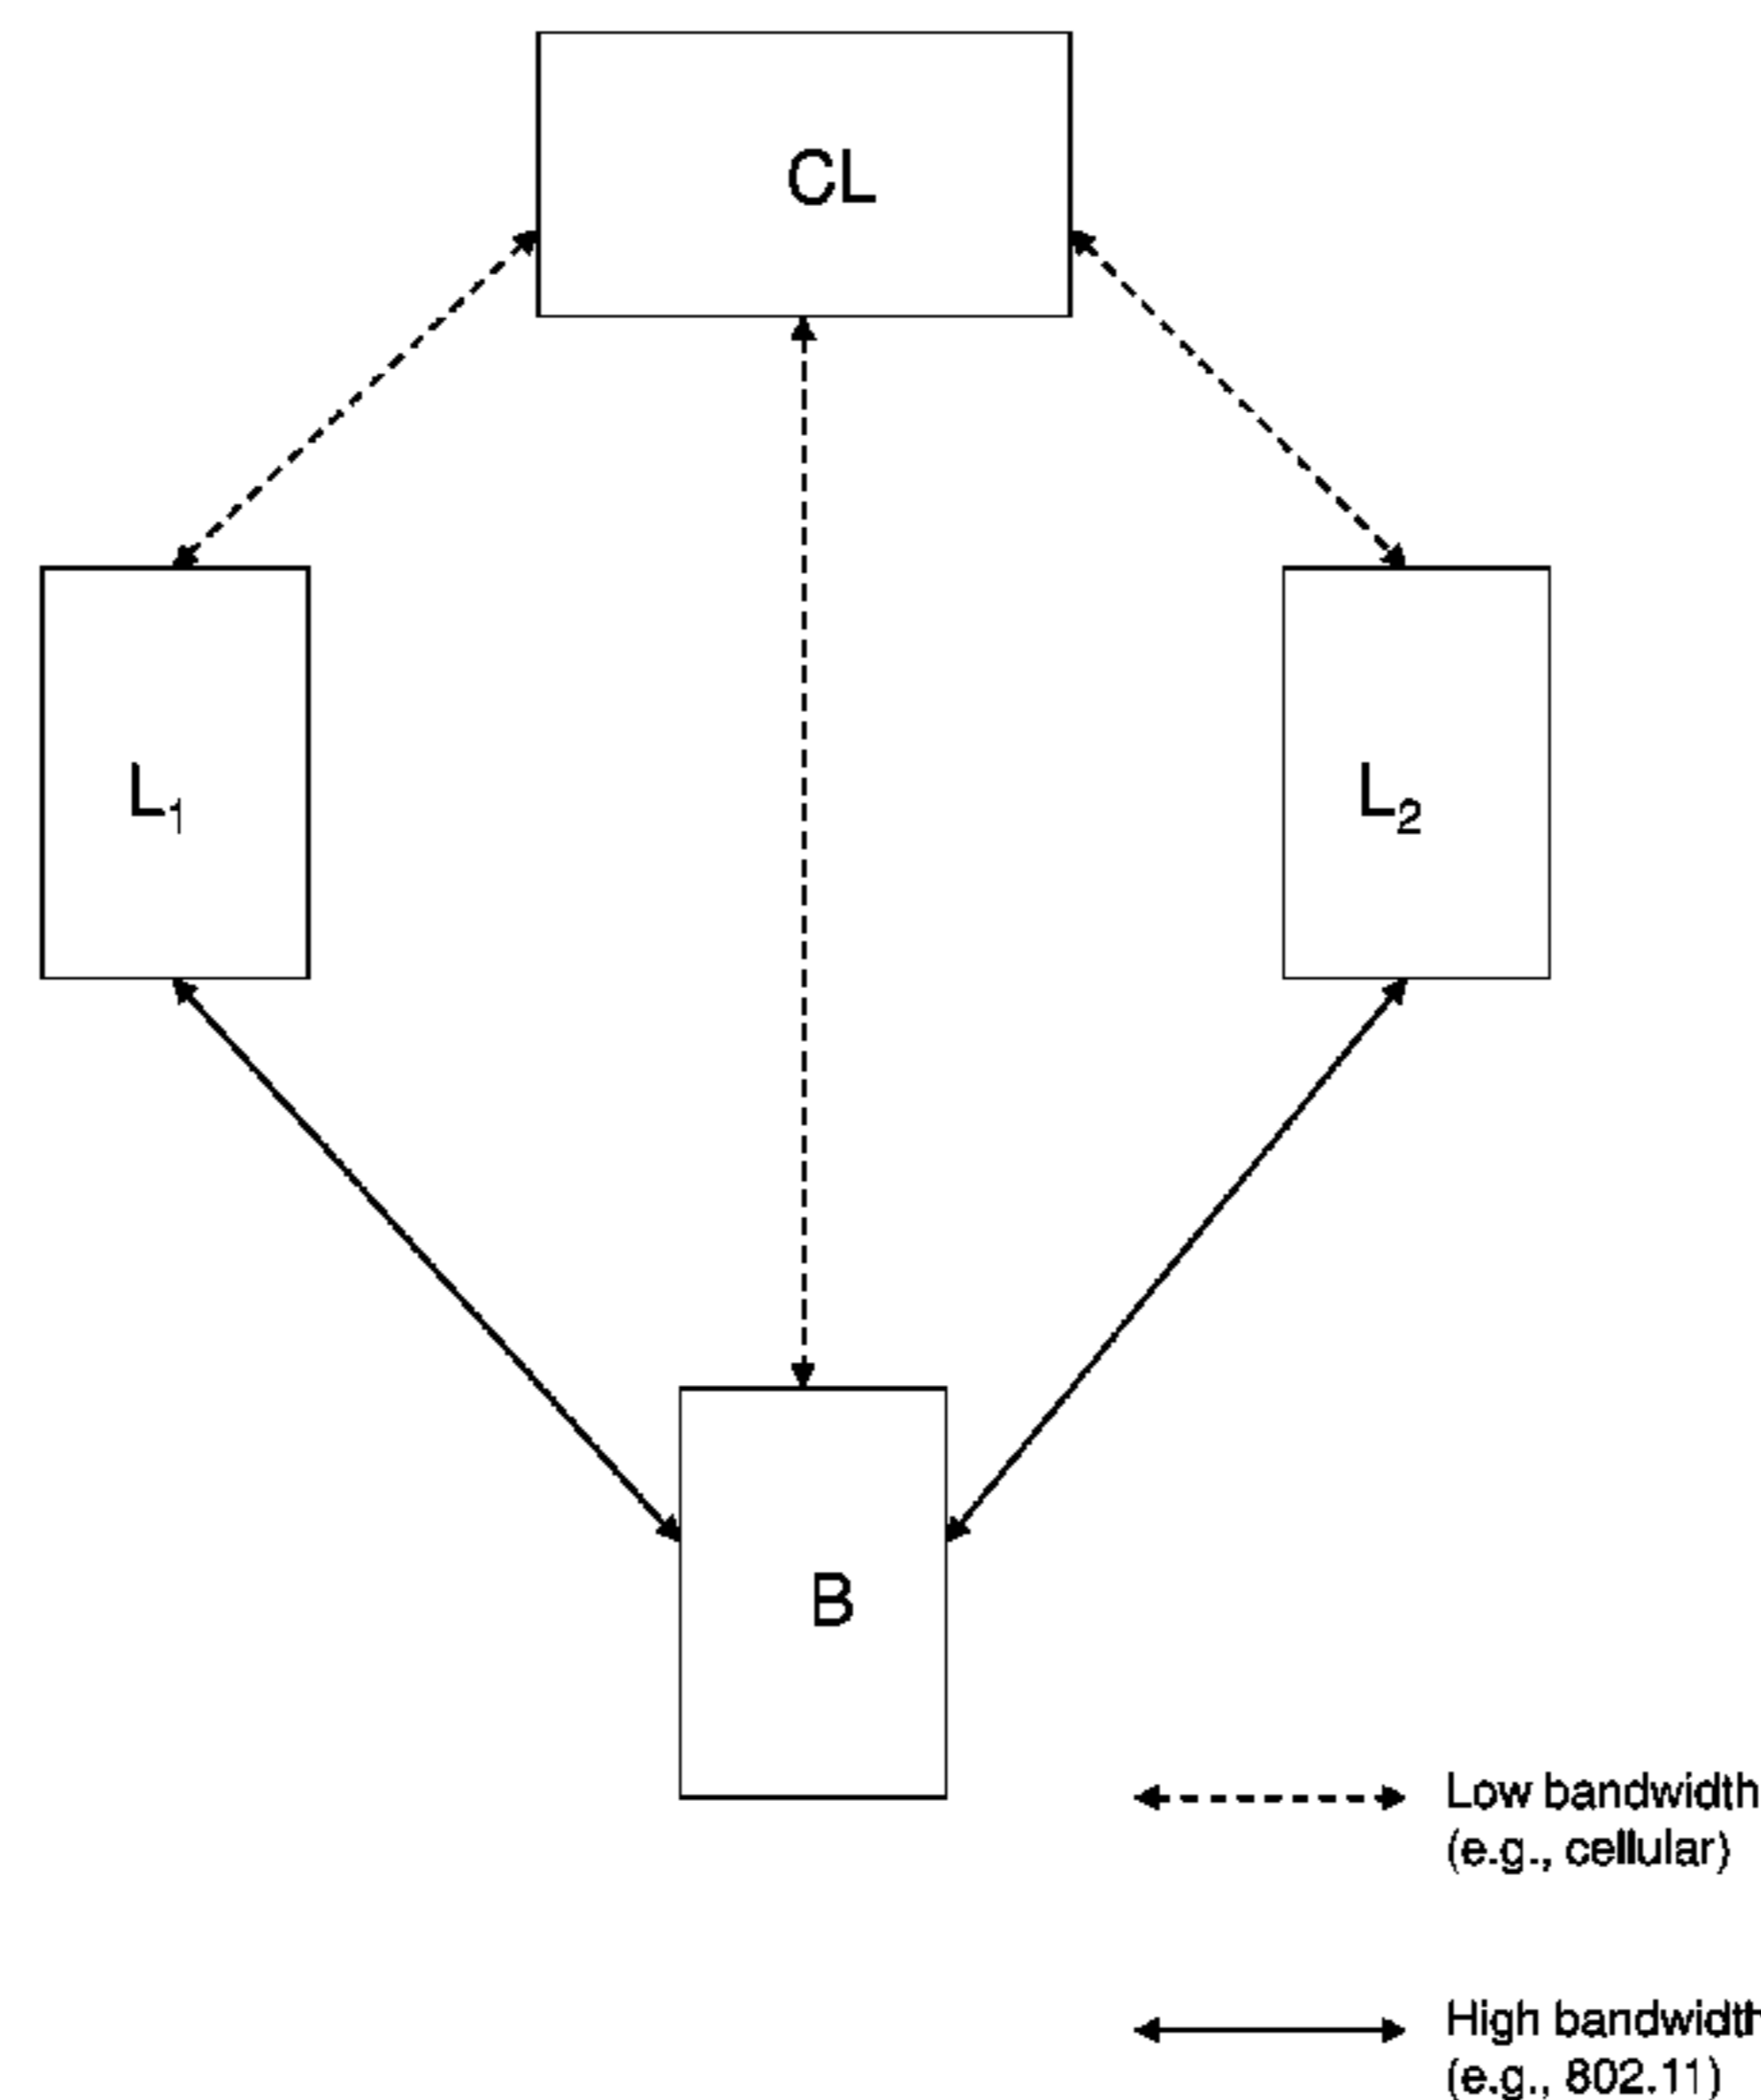 CL
L₁
L₂
B
Low bandwidth
(e.g., cellular)
High bandwidth
(e.g., 802.11)